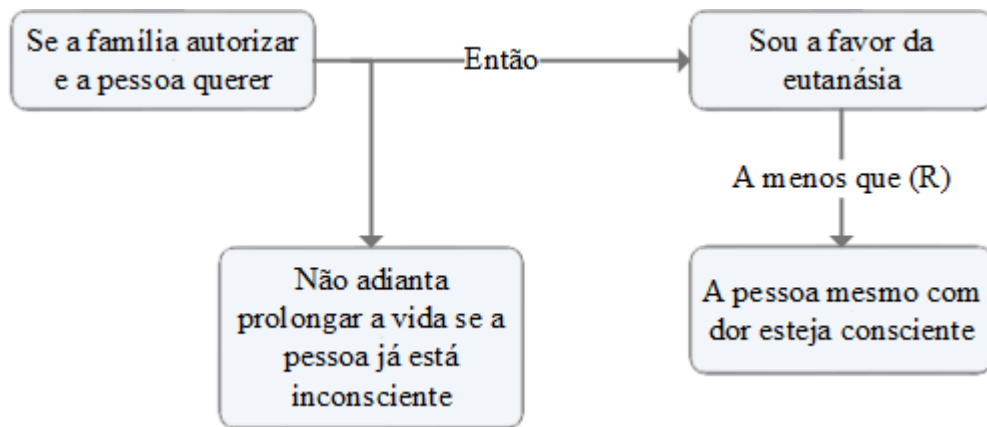 Se a família autorizar
e a pessoa querer
Então
Sou a favor da
eutanásia
A menos que (R)
Não adianta
prolongar a vida se a
pessoa já está
inconsciente
A pessoa mesmo com
dor esteja consciente